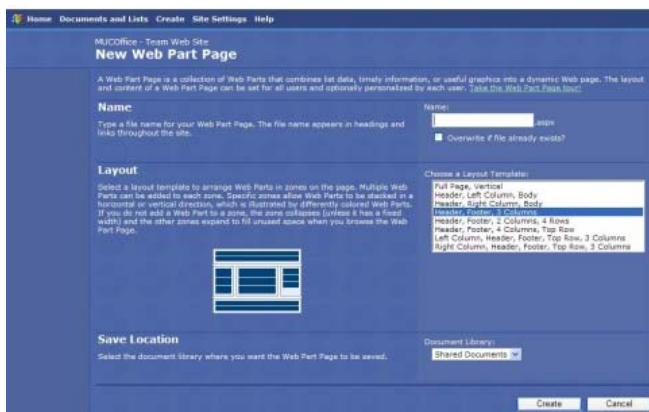 Home Documents and Lists Create Site Settings Help
MUCOffice - Team Web Site
New Web Part Page
A Web Part Page is a collection of Web Parts that combines list data, timely information, or useful graphics into a dynamic Web page. The layout
and content of a Web Part Page can be set for all users and optionally personalized by each user. Take the Web Part Page tour!
Name
Type a file name for your Web Part Page. The file name appears in headings and
links throughout the site.
Name:
.aspx
Overwrite if file already exists?
Layout
Select a layout template to arrange Web Parts in zones on the page. Multiple Web
Parts can be added to each zone. Specific zones allow Web Parts to be stacked in a
horizontal or vertical direction, which is illustrated by differently colored Web Parts.
If you do not add a Web Part to a zone, the zone collapses (unless it has a fixed
width) and the other zones expand to fill unused space when you browse the Web
Part Page.
Choose a Layout Template:
Full Page, Vertical
Header, Left Column, Body
Header, Right Column, Body
Header, Footer, 3 Columns
Header, Footer, 2 Columns, 4 Rows
Header, Footer, 4 Columns, Top Row
Left Column, Header, Footer, Top Row, 3 Columns
Right Column, Header, Footer, Top Row, 3 Columns
Save Location
Select the document library where you want the Web Part Page to be saved.
Document Library:
Shared Documents
Create Cancel